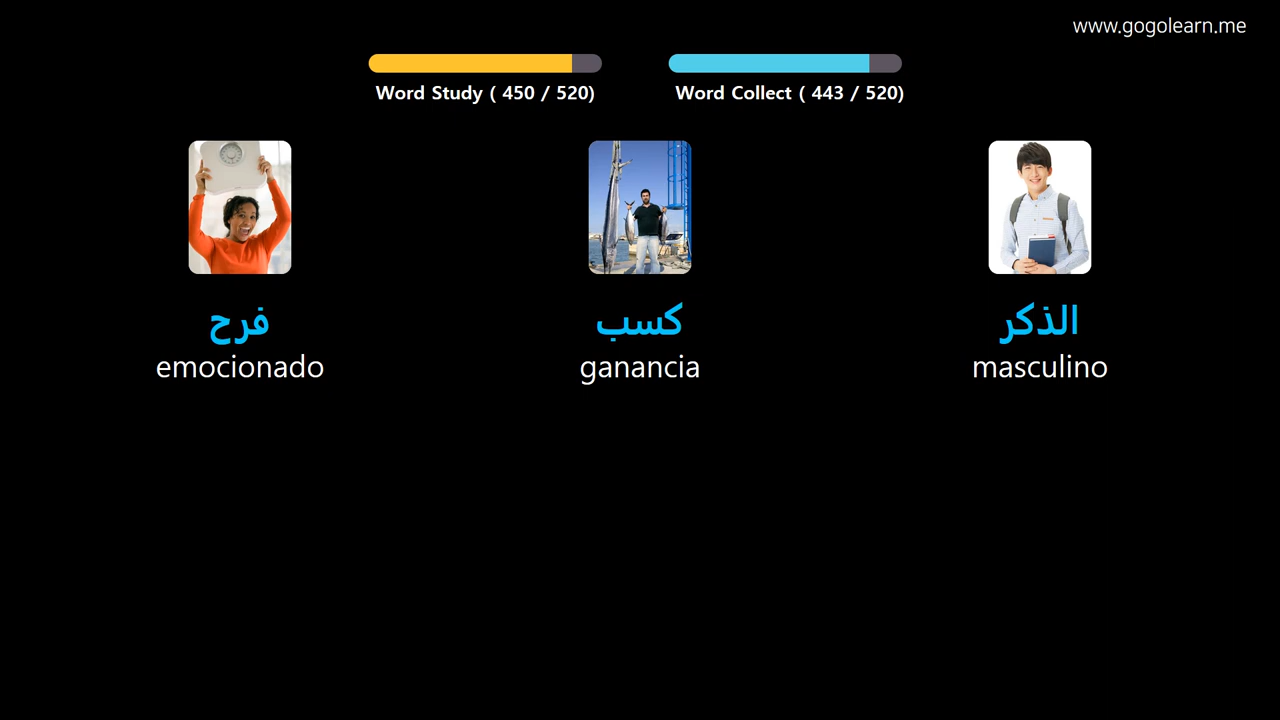 www.gogolearn.me
Word Study ( 450 / 520)
Word Collect ( 443 / 520)
فرح
emocionado
كسب
ganancia
الذكر
masculino